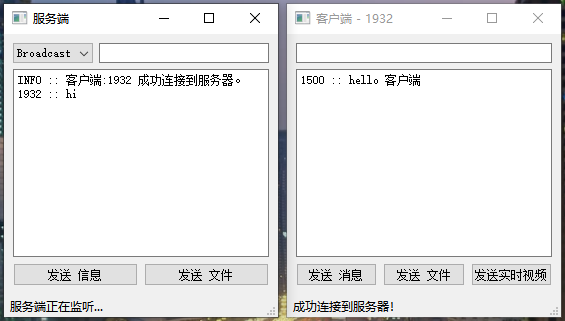 服务端
Broadcast
INFO :: 客户端:1932 成功连接到服务器。
1932 :: hi
发送 信息
发送 文件
服务端正在监听...
客户端 - 1932
1500 :: hello 客户端
发送 消息
发送 文件
发送实时视频
成功连接到服务器!